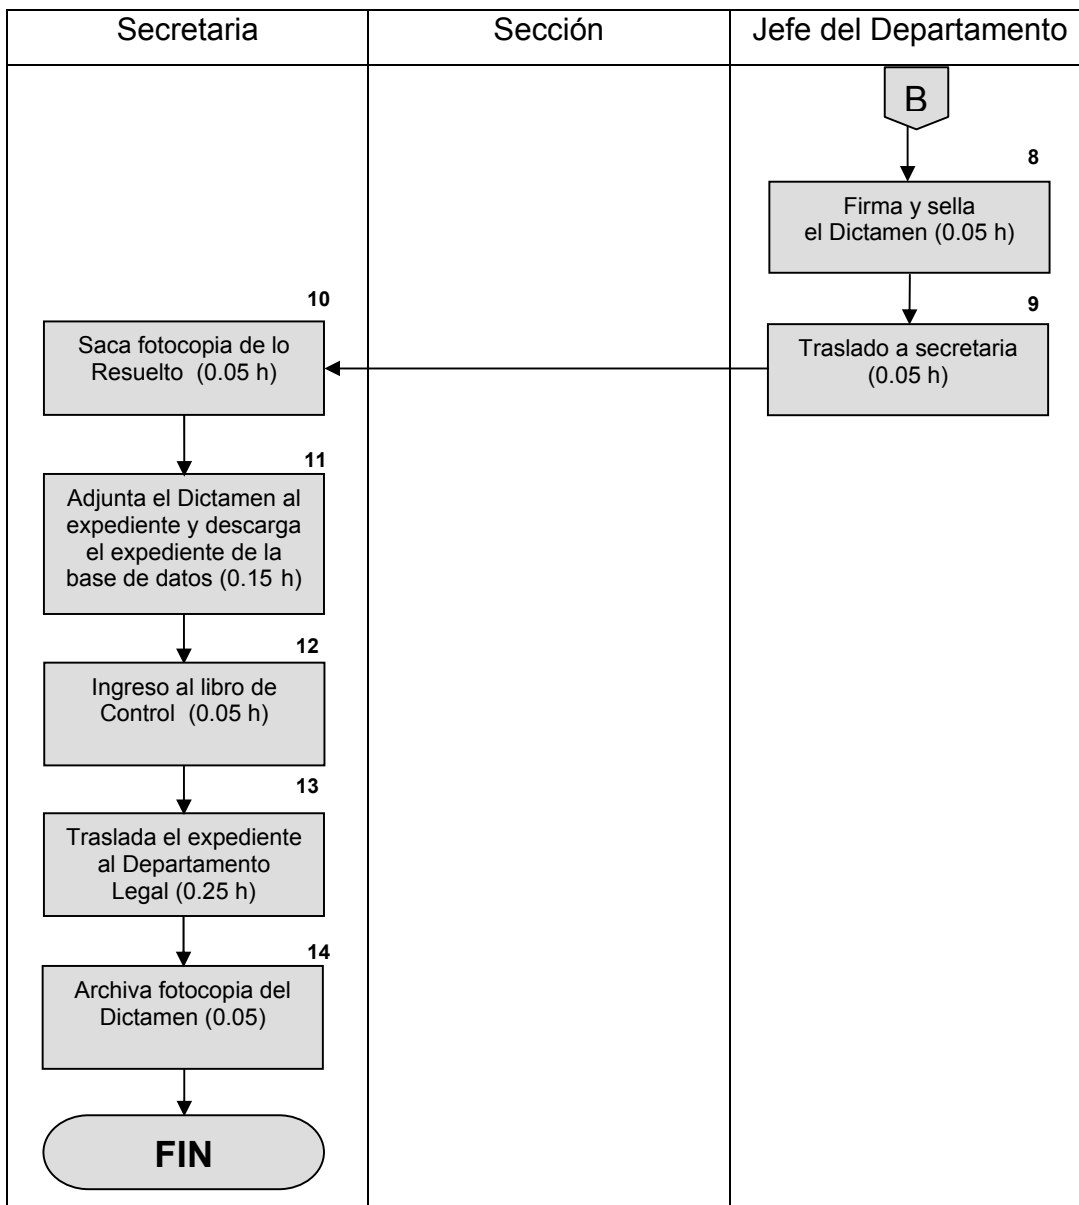 Secretaria
Sección
Jefe del Departamento
B
8
Firma y sella
el Dictamen (0.05 h)
9
Traslado a secretaria
(0.05 h)
10
Saca fotocopia de lo
Resuelto (0.05 h)
11
Adjunta el Dictamen al
expediente y descarga
el expediente de la
base de datos (0.15 h)
12
Ingreso al libro de
Control (0.05 h)
13
Traslada el expediente
al Departamento
Legal (0.25 h)
14
Archiva fotocopia del
Dictamen (0.05)
FIN